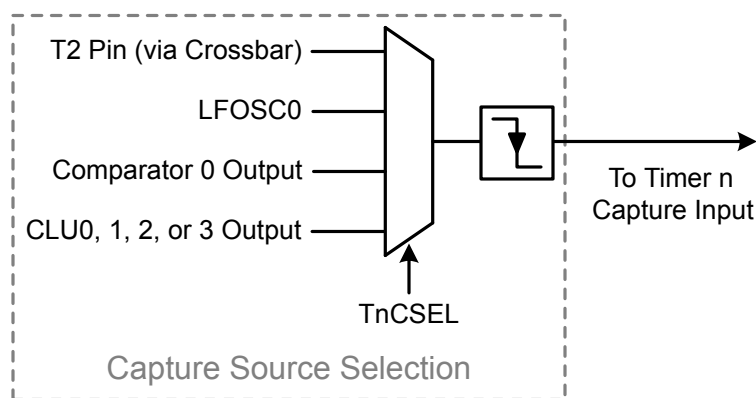 T2 Pin (via Crossbar)
LFOSC0
Comparator 0 Output
CLU0, 1, 2, or 3 Output
TnCSEL
To Timer n
Capture Input
Capture Source Selection